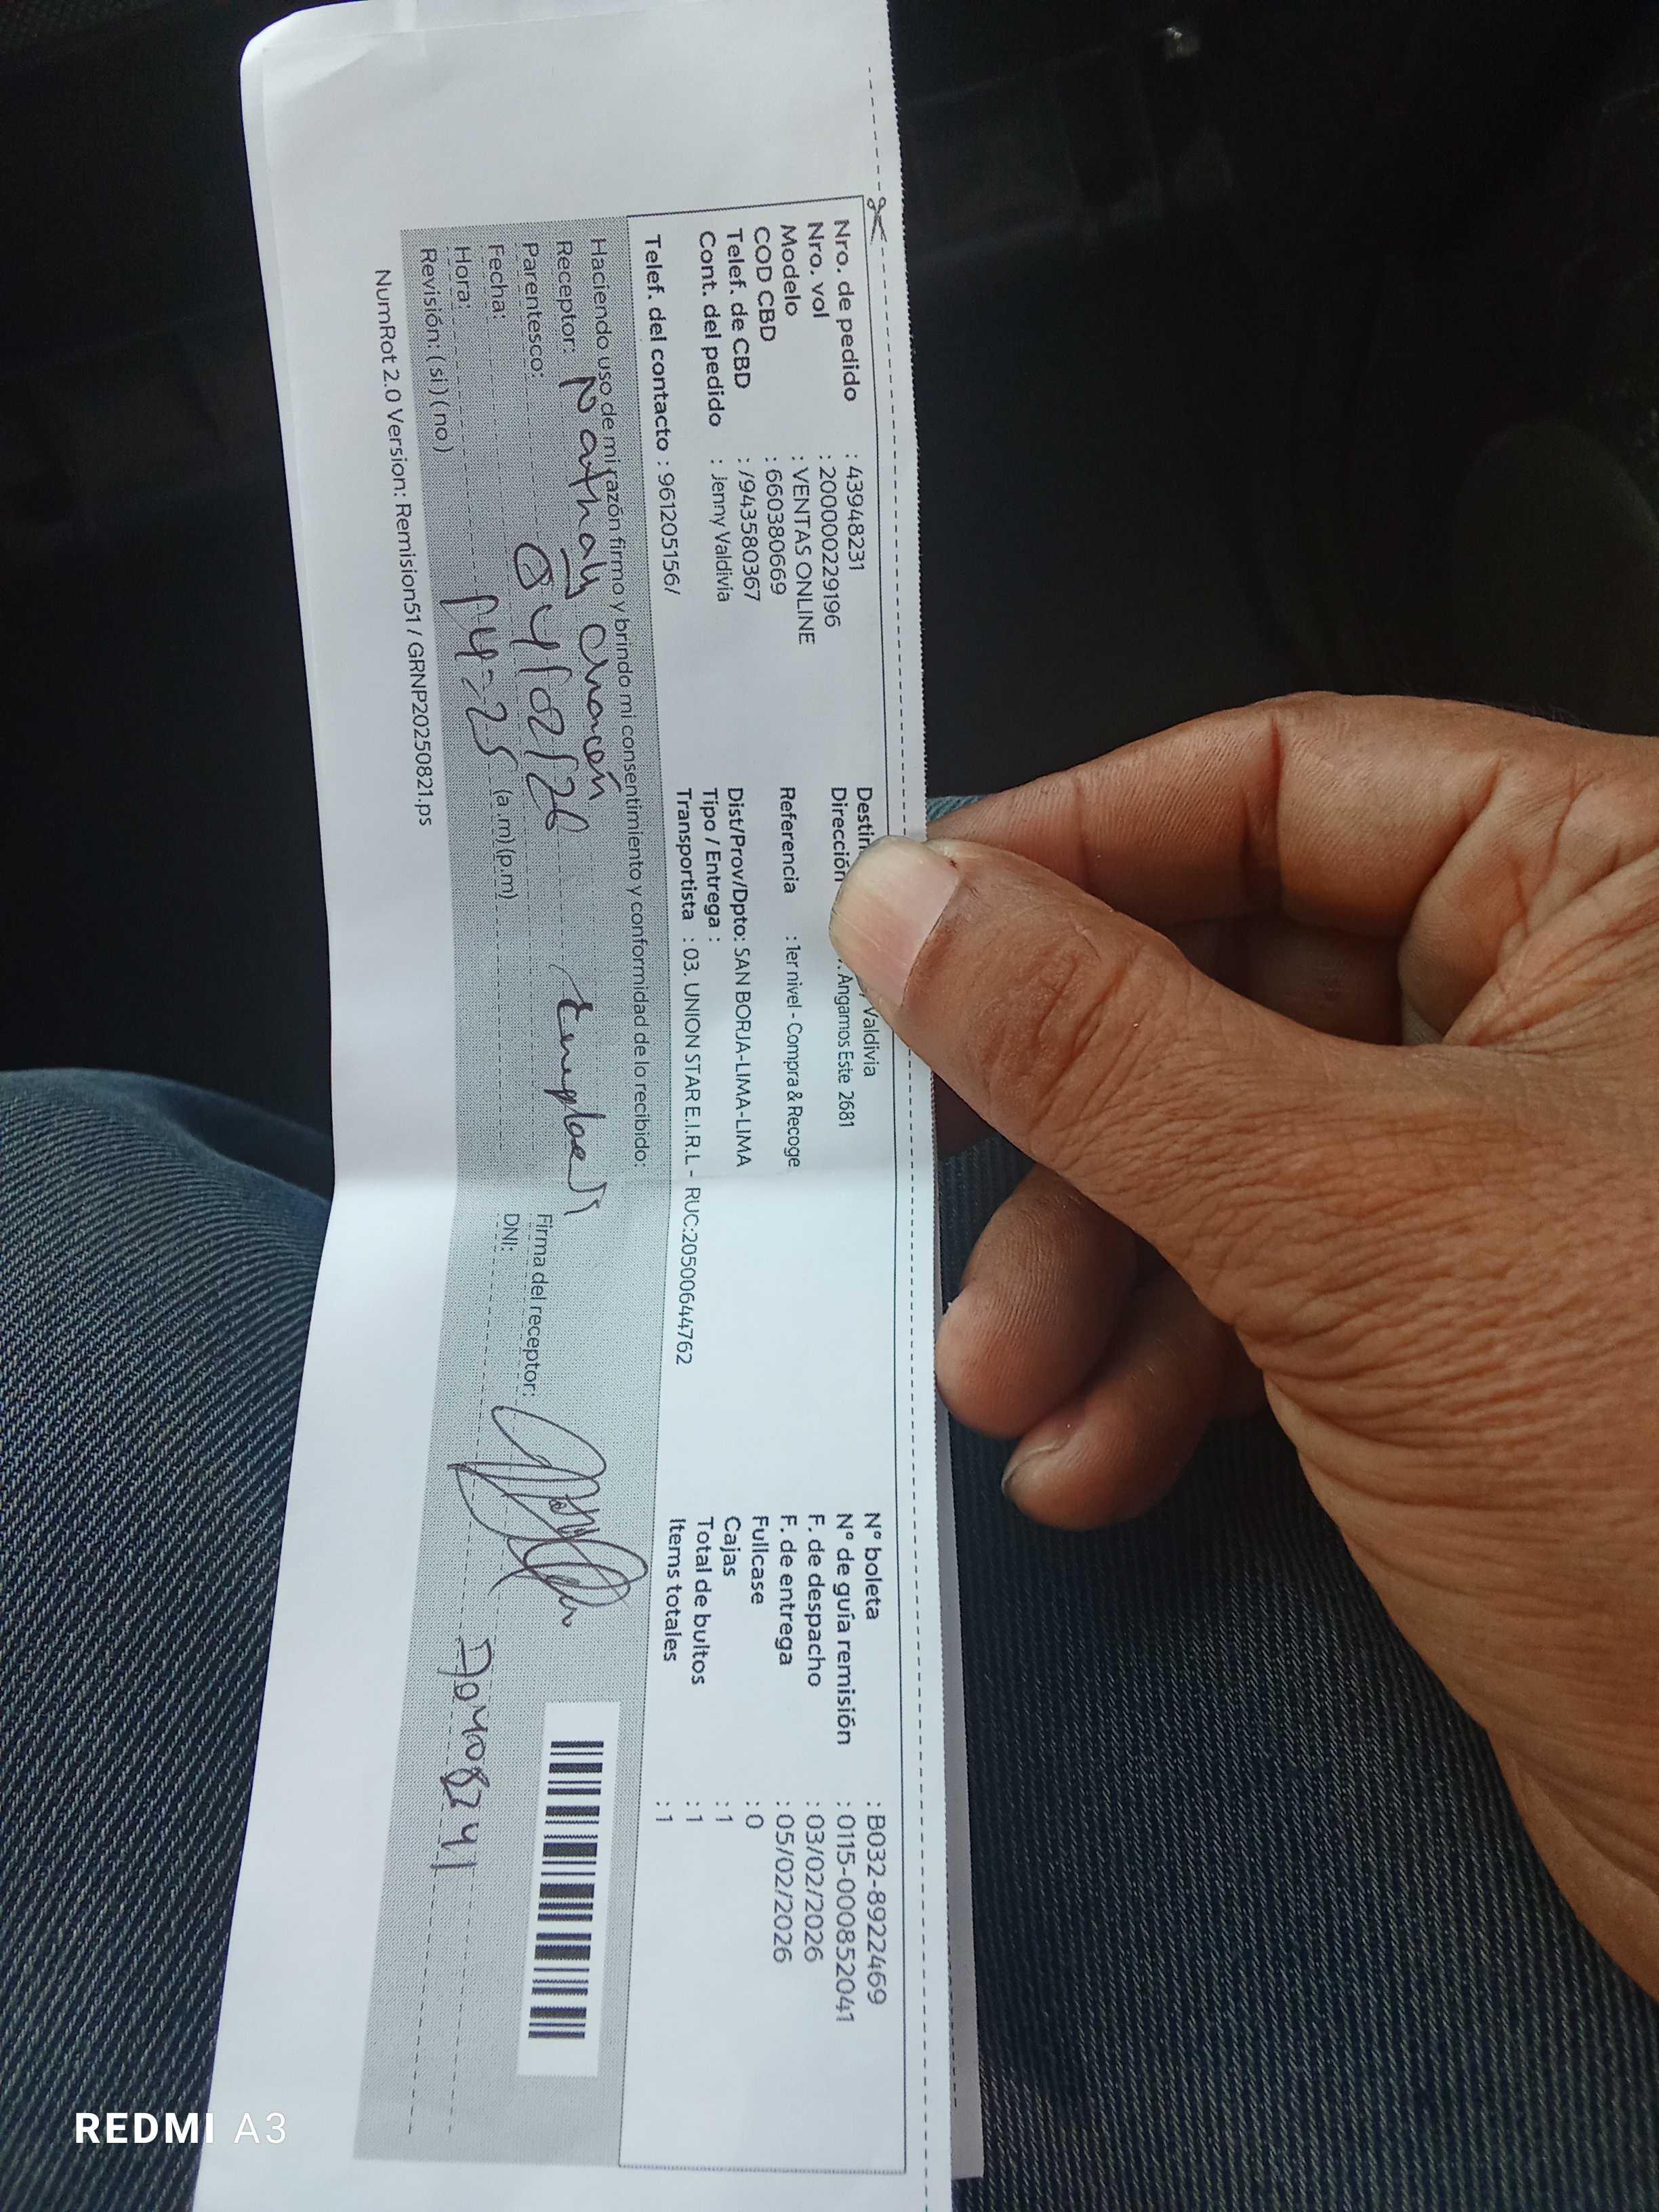 Nro. de pedido : 43948231
Nro. vol : 200000229196
Modelo : VENTAS ONLINE
COD CBD : 660380669
Telef. de CBD : /943580367
Cont. del pedido : Jenny Valdivia
Telef. del contacto : 961205156/
Valdivia
Dirección Angamos Este 2681
Referencia : 1er nivel - Compra & Recoge
Dist/Prov/Dpto: SAN BORJA-LIMA-LIMA
Tipo / Entrega :
Transportista : 03. UNION STAR E.I.R.L - RUC:20500644762
N° boleta : B032-8922469
N° de guía remisión : 0115-000852041
F. de despacho : 03/02/2026
F. de entrega : 05/02/2026
Fullcase : 0
Cajas : 1
Total de bultos : 1
Items totales : 1
Haciendo uso de mi razón firmo y brindo mi consentimiento y conformidad de lo recibido:
Receptor: Nathaly
Parentesco:
Fecha: 04/02/26
Hora: 14:25 (a.m) (p.m)
Revisión: ( si ) ( no )
Firma del receptor:
DNI:
NumRot 2.0 Version: Remision51 / GRNP20250821.ps
REDMI A3